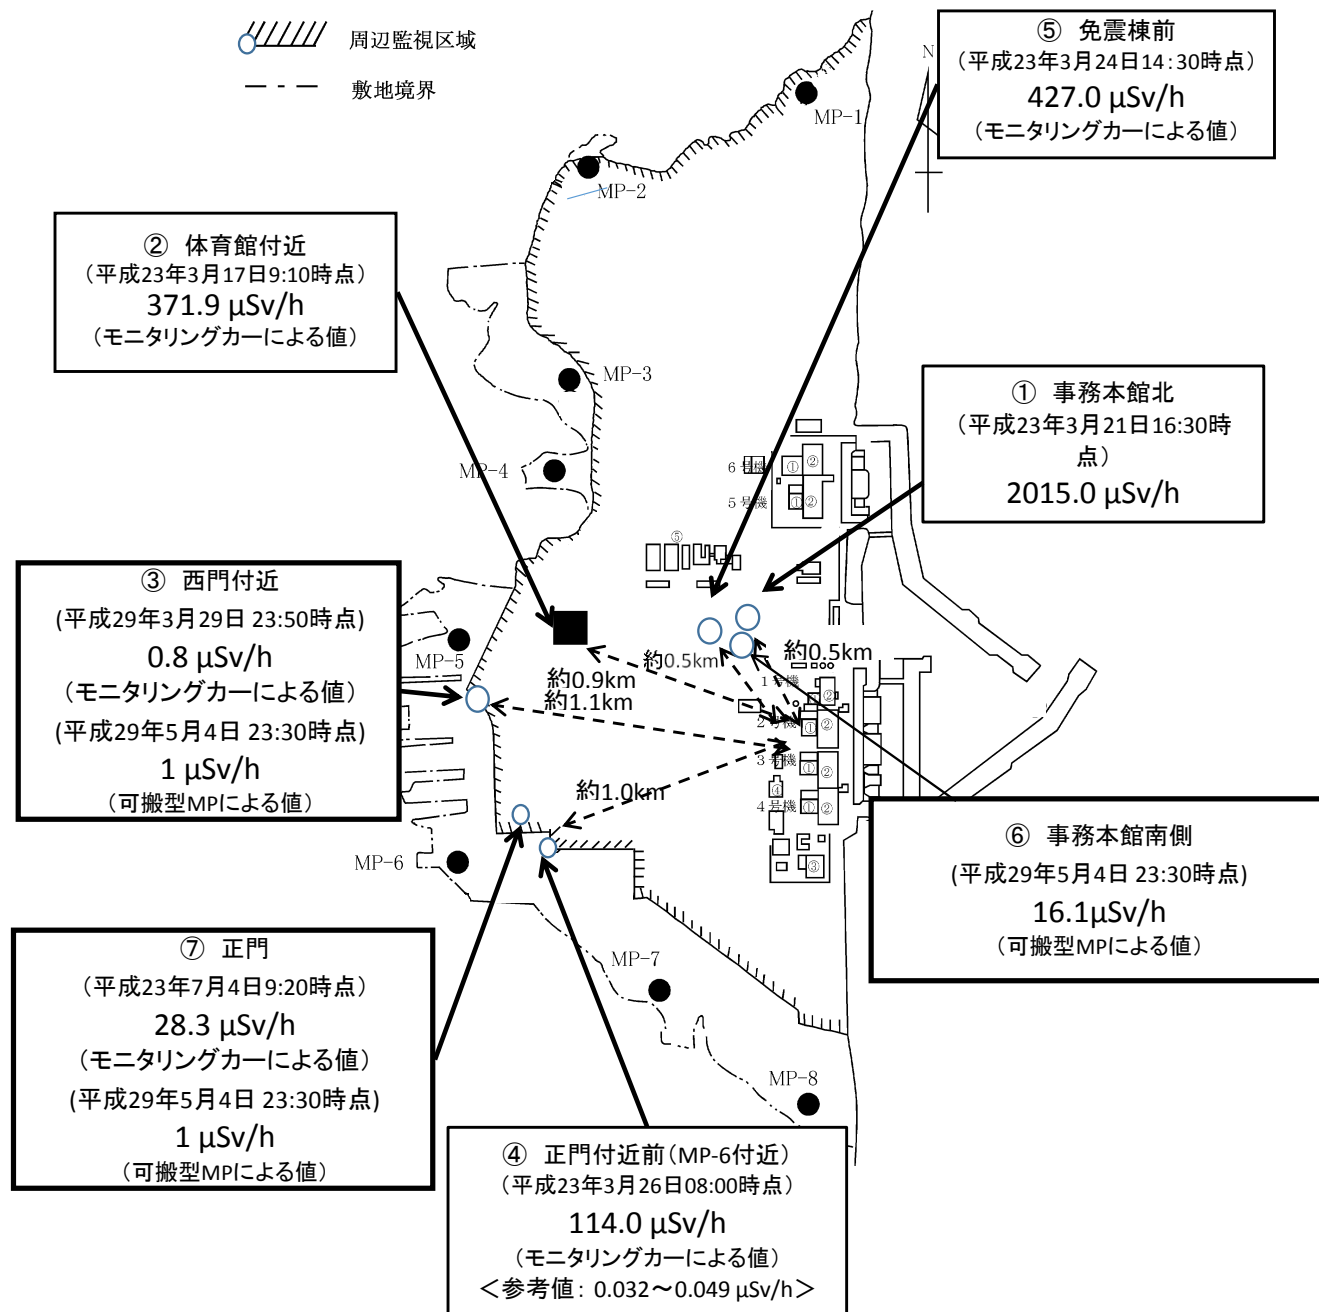 周辺監視区域
敷地境界
⑤ 免震棟前
（平成23年3月24日14：30時点）
427.0 μSv/h
（モニタリングカーによる値）
N
MP-1
MP-2
② 体育館付近
（平成23年3月17日9:10時点）
371.9 μSv/h
（モニタリングカーによる値）
MP-3
① 事務本館北
（平成23年3月21日16:30時
点）
2015.0 μSv/h
MP-4
6号機
①
②
5号機
①
②
⑤
③ 西門付近
(平成29年3月29日 23:50時点)
0.8 μSv/h
（モニタリングカーによる値）
(平成29年5月4日 23:30時点)
1 μSv/h
（可搬型MPによる値）
MP-5
約0.5km
約0.5km
約0.9km
約1.1km
1号機
②
2号機
①
②
3号機
①
②
④
4号機
①
②
③
約1.0km
MP-6
⑥ 事務本館南側
(平成29年5月4日 23:30時点)
16.1μSv/h
（可搬型MPによる値）
⑦ 正門
（平成23年7月4日9:20時点）
28.3 μSv/h
（モニタリングカーによる値）
(平成29年5月4日 23:30時点)
1 μSv/h
（可搬型MPによる値）
MP-7
MP-8
④ 正門付近前（MP-6付近）
（平成23年3月26日08:00時点）
114.0 μSv/h
（モニタリングカーによる値）
＜参考値： 0.032～0.049 μSv/h＞